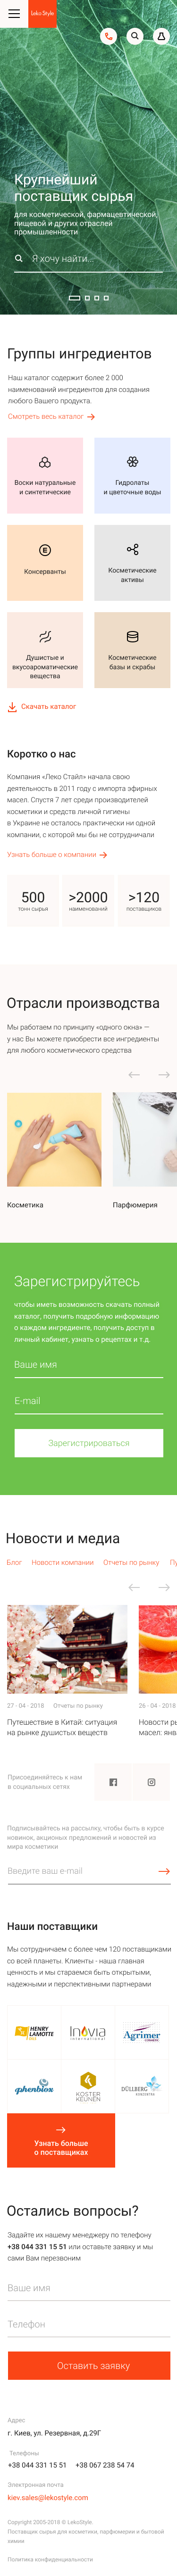 Leko Style
Крупнейший
поставщик сырья
для косметической, фармацевтической,
пищевой и других отраслей
промышленности
Я хочу найти...
Группы ингредиентов
Наш каталог содержит более 2 000
наименований ингредиентов для создания
любого Вашего продукта.
Смотреть весь каталог
Воски натуральные
и синтетические
Гидролаты
и цветочные воды
Консерванты
Косметические
активы
Душистые и
вкусоароматические
вещества
Косметические
базы и скрабы
Скачать каталог
Коротко о нас
Компания «Леко Стайл» начала свою
деятельность в 2011 году с импорта эфирных
масел. Спустя 7 лет среди производителей
косметики и средств личной гигиены
в Украине не осталось практически ни одной
компании, с которой мы бы не сотрудничали
Узнать больше о компании
500
тонн сырья
>2000
наименований
>120
поставщиков
Отрасли производства
Мы работаем по принципу «одного окна» —
у нас Вы можете приобрести все ингредиенты
для любого косметического средства
Косметика
Парфюмерия
Зарегистрируйтесь
чтобы иметь возможность скачать полный
каталог, получить подробную информацию
о каждом ингредиенте, получить доступ в
личный кабинет, узнать о рецептах и т.д.
Ваше имя
E-mail
Зарегистрироваться
Новости и медиа
Блог Новости компании Отчеты по рынку Пу
27 · 04 · 2018 Отчеты по рынку
Путешествие в Китай: ситуация
на рынке душистых веществ
26 · 04 · 2018
Новости ры
масел: янв
Присоединяйтесь к нам
в социальных сетях
Подписывайтесь на рассылку, чтобы быть в курсе
новинок, акционных предложений и новостей из
мира косметики
Введите ваш e-mail
Наши поставщики
Мы сотрудничаем с более чем 120 поставщиками
со всей планеты. Клиенты - наша главная
ценность и мы стараемся быть открытыми,
надежными и перспективными партнерами
HENRY
LAMOTTE
OILS
Inovia
international
Agrimer
COSMETIC
phenbiox
KOSTER
KEUNEN
DÜLLBERG
KONZENTRA
Узнать больше
о поставщиках
Остались вопросы?
Задайте их нашему менеджеру по телефону
+38 044 331 15 51 или оставьте заявку и мы
сами Вам перезвоним
Ваше имя
Телефон
Оставить заявку
Адрес
г. Киев, ул. Резервная, д.29Г
Телефоны
+38 044 331 15 51 +38 067 238 54 74
Электронная почта
kiev.sales@lekostyle.com
Copyright 2005-2018 © LekoStyle.
Поставщик сырья для косметики, парфюмерии и бытовой
химии.
Политика конфиденциальности